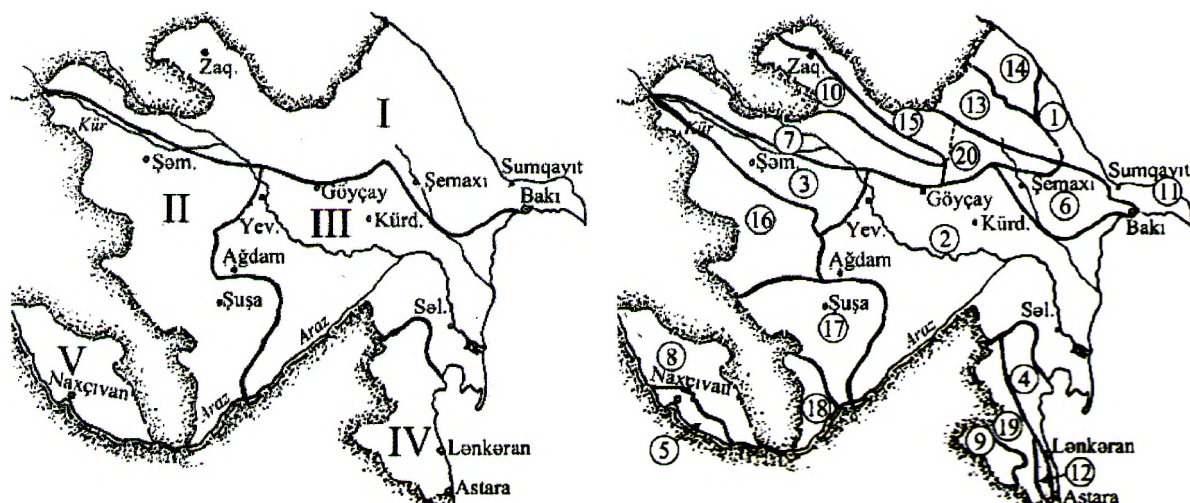 Zaq.
I
Kür
Şəm.
Sumqayıt
Şemaxı
Bakı
Göyçay
II
III
Kürd.
Yev.
Ağdam
Şuşa
Səl.
Araz
V
Naxçıvan
Araz
IV
Lənkəran
Astara
Zaq.
14
10
13
1
15
Kür
7
20
Şəm.
Sumqayıt
3
11
Şemaxı
Göyçay
6
16
Bakı
Yev.
Kürd.
2
Ağdam
Şuşa
17
Səl.
Araz
8
Naxçıvan
4
18
19
9
5
Lənkəran
12
Astara